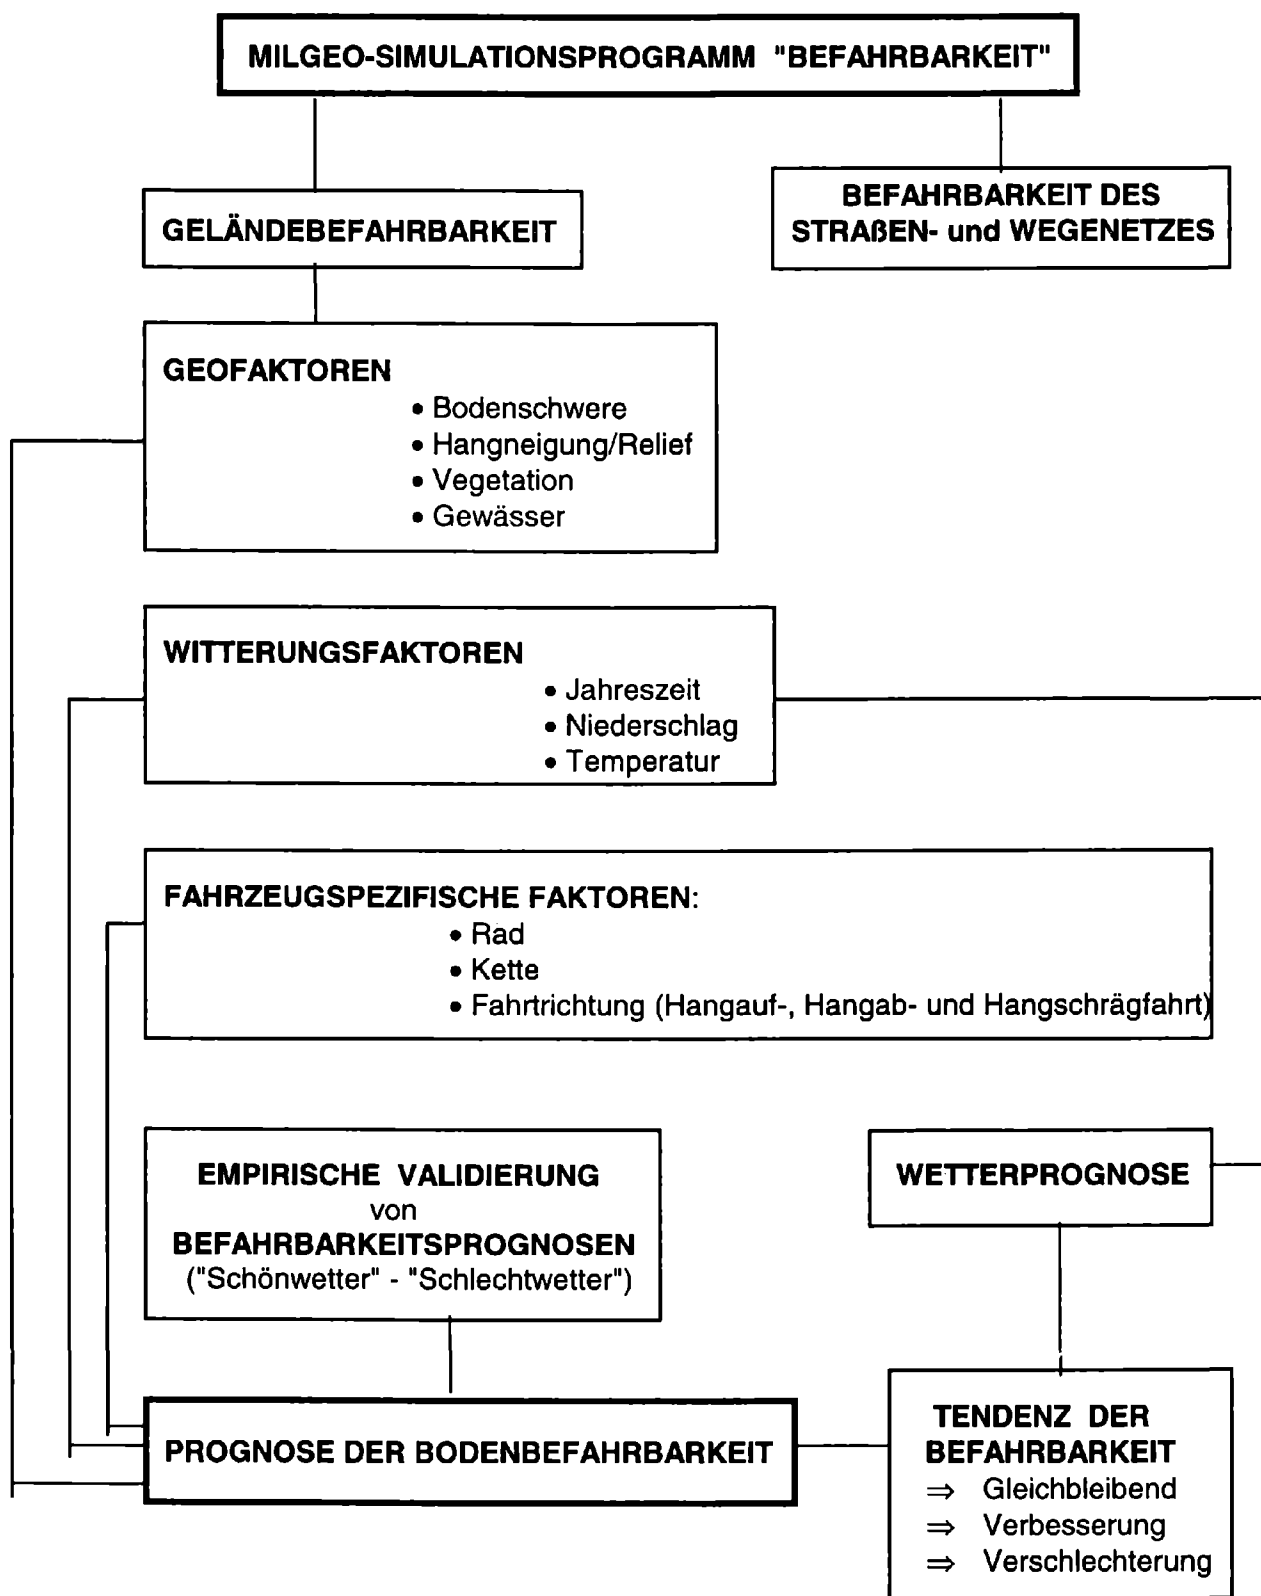 MILGEO-SIMULATIONSPROGRAMM "BEFAHRBARKEIT"
GELÄNDEBEFAHRBARKEIT
BEFAHRBARKEIT DES
STRAßEN- und WEGENETZES
GEOFAKTOREN
• Bodenschwere
• Hangneigung/Relief
• Vegetation
• Gewässer
WITTERUNGSFAKTOREN
• Jahreszeit
• Niederschlag
• Temperatur
FAHRZEUGSPEZIFISCHE FAKTOREN:
• Rad
• Kette
• Fahrtrichtung (Hangauf-, Hangab- und Hangschrägfahrt)
EMPIRISCHE VALIDIERUNG
von
BEFAHRBARKEITSPROGNOSEN
("Schönwetter" - "Schlechtwetter")
WETTERPROGNOSE
PROGNOSE DER BODENBEFAHRBARKEIT
TENDENZ DER
BEFAHRBARKEIT
⇒ Gleichbleibend
⇒ Verbesserung
⇒ Verschlechterung